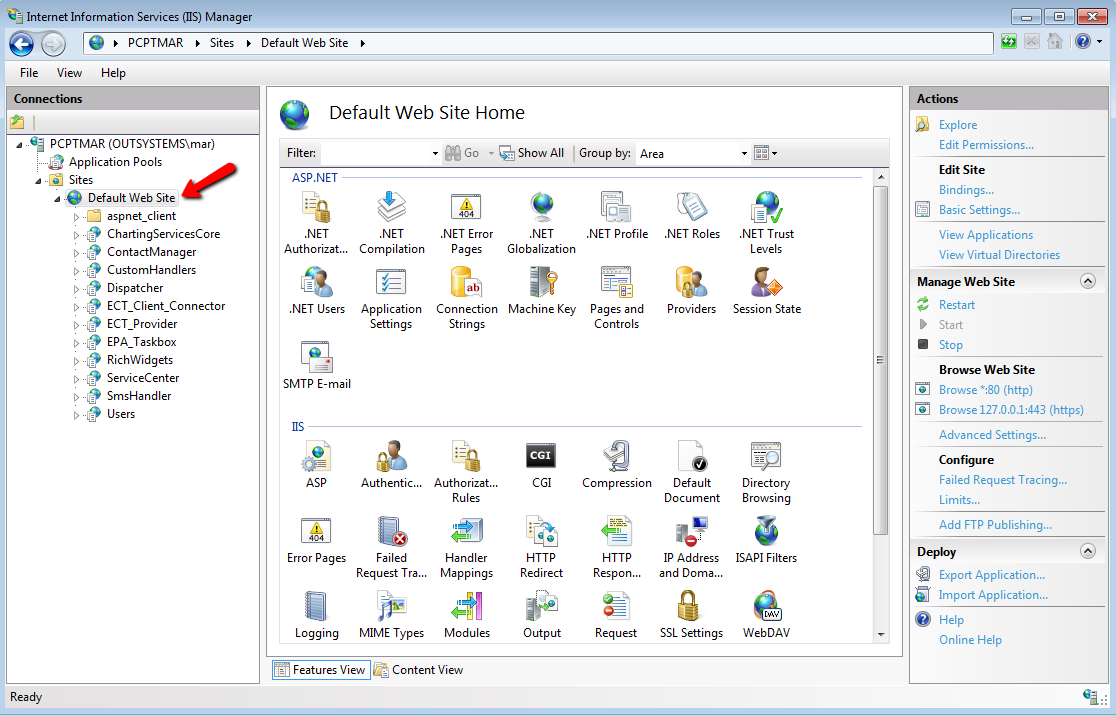 Internet Information Services (IIS) Manager
PCPTMAR
Sites
Default Web Site
File View Help
Connections
PCPTMAR (OUTSYSTEMS\mar)
Application Pools
Sites
Default Web Site
aspnet_client
ChartingServicesCore
ContactManager
CustomHandlers
Dispatcher
ECT_Client_Connector
ECT_Provider
EPA_Taskbox
RichWidgets
ServiceCenter
SmsHandler
Users
Default Web Site Home
Filter: Go Show All Group by: Area
ASP.NET
.NET Authorizat...
.NET Compilation
.NET Error Pages
.NET Globalization
.NET Profile
.NET Roles
.NET Trust Levels
.NET Users
Application Settings
Connection Strings
Machine Key
Pages and Controls
Providers
Session State
SMTP E-mail
IIS
ASP
Authentic...
Authorizat... Rules
CGI
Compression
Default Document
Directory Browsing
Error Pages
Failed Request Tra...
Handler Mappings
HTTP Redirect
HTTP Respon...
IP Address and Doma...
ISAPI Filters
Logging
MIME Types
Modules
Output
Request
SSL Settings
WebDAV
404
ab
404
CGI
DAV
Features View
Content View
Actions
Explore
Edit Permissions...
Edit Site
Bindings...
Basic Settings...
View Applications
View Virtual Directories
Manage Web Site
Restart
Start
Stop
Browse Web Site
Browse *:80 (http)
Browse 127.0.0.1:443 (https)
Advanced Settings...
Configure
Failed Request Tracing...
Limits...
Add FTP Publishing...
Deploy
Export Application...
Import Application...
Help
Online Help
Ready